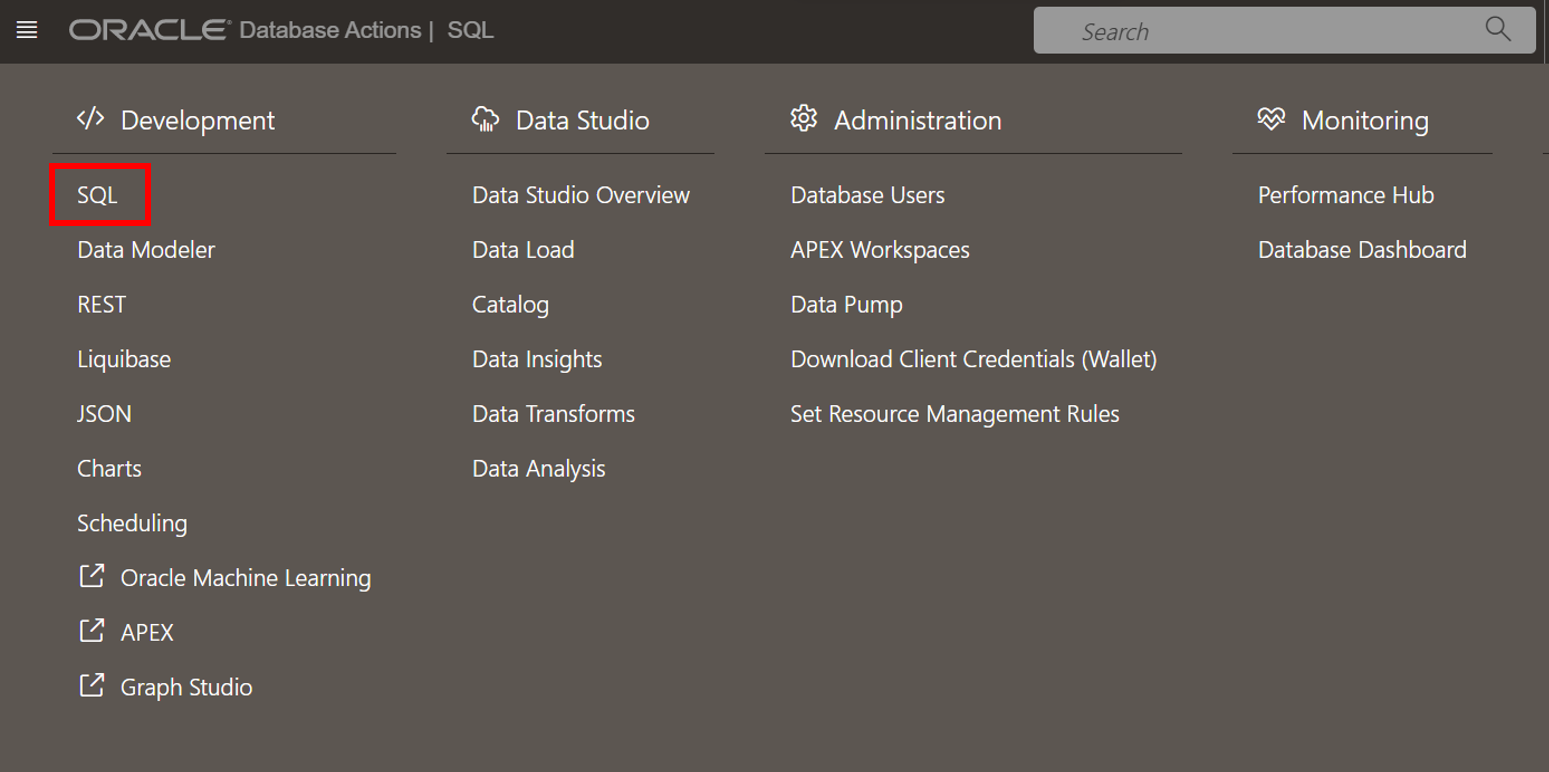 ORACLE® Database Actions | SQL
Search
Development
SQL
Data Modeler
REST
Liquibase
JSON
Charts
Scheduling
Oracle Machine Learning
APEX
Graph Studio
Data Studio
Data Studio Overview
Data Load
Catalog
Data Insights
Data Transforms
Data Analysis
Administration
Database Users
APEX Workspaces
Data Pump
Download Client Credentials (Wallet)
Set Resource Management Rules
Monitoring
Performance Hub
Database Dashboard